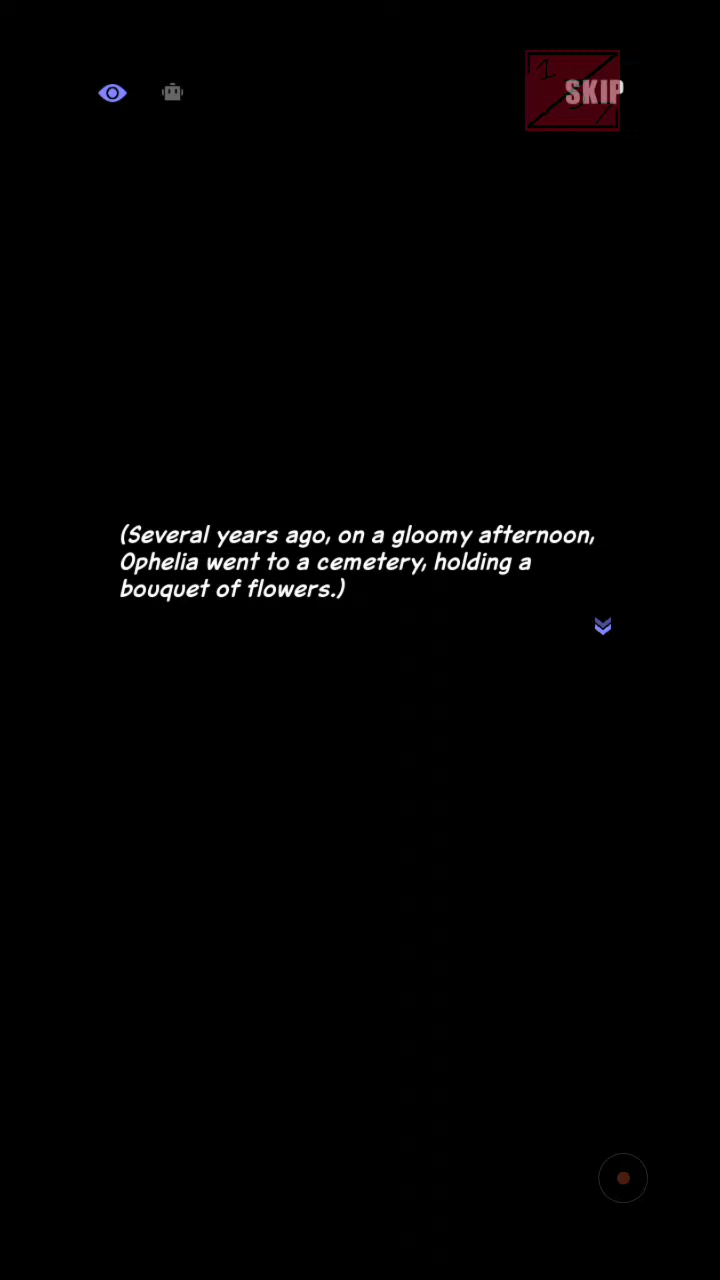 SKIP
(Several years ago, on a gloomy afternoon,
Ophelia went to a cemetery, holding a
bouquet of flowers.)